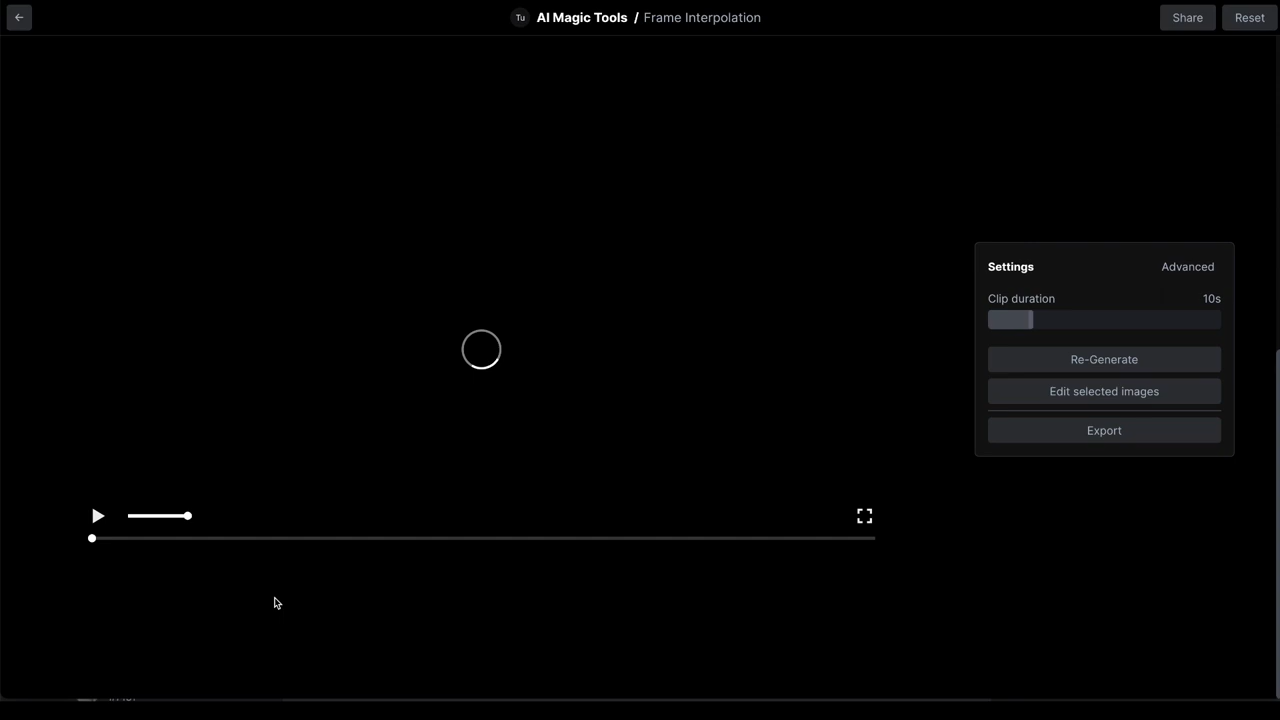 Tu AI Magic Tools / Frame Interpolation
Share
Reset
Settings
Advanced
Clip duration
10s
Re-Generate
Edit selected images
Export